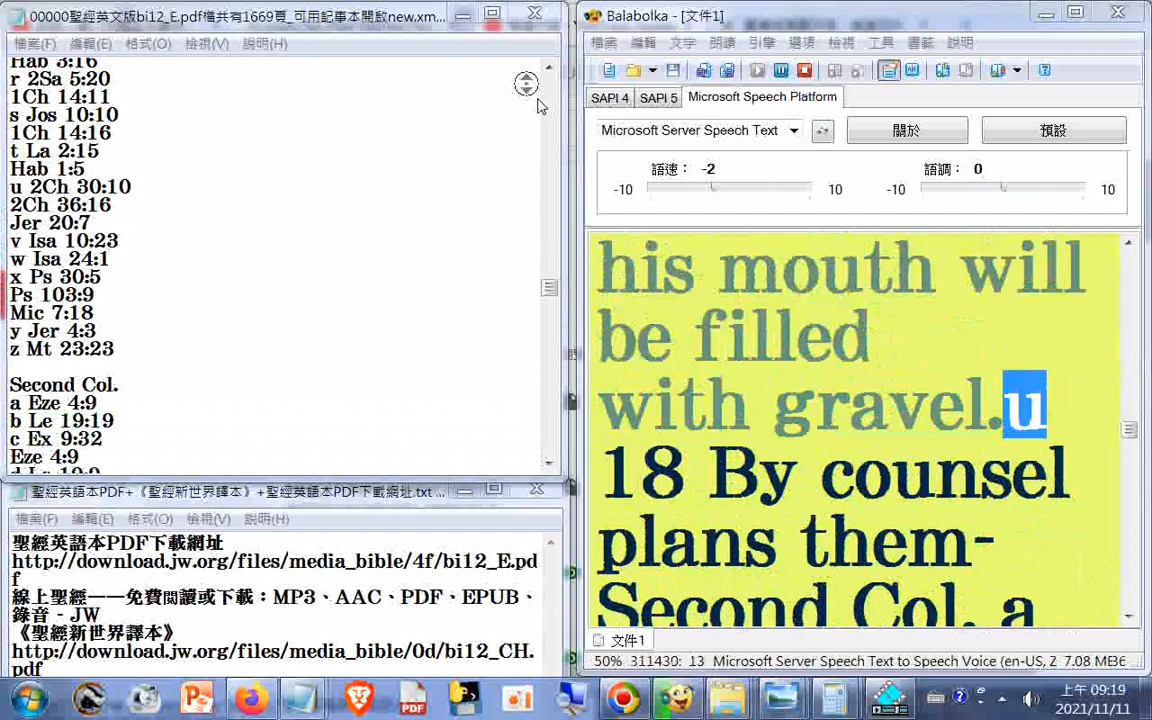 00000聖經英文版bi12_E.pdf檔共有1669頁_可用記事本開啟new.xm...
檔案(F) 編輯(E) 格式(O) 檢視(V) 說明(H)
Hab 3:16
r 2Sa 5:20
1Ch 14:11
s Jos 10:10
1Ch 14:16
t La 2:15
Hab 1:5
u 2Ch 30:10
2Ch 36:16
Jer 20:7
v Isa 10:23
w Isa 24:1
x Ps 30:5
Ps 103:9
Mic 7:18
y Jer 4:3
z Mt 23:23
Second Col.
a Eze 4:9
b Le 19:19
c Ex 9:32
Eze 4:9
聖經英語本PDF+《聖經新世界譯本》+聖經英語本PDF下載網址.txt ...
檔案(F) 編輯(E) 格式(O) 檢視(V) 說明(H)
聖經英語本PDF下載網址
http://download.jw.org/files/media_bible/4f/bi12_E.pd
f
線上聖經——免費閱讀或下載：MP3、AAC、PDF、EPUB、
錄音 - JW
《聖經新世界譯本》
http://download.jw.org/files/media_bible/0d/bi12_CH.
pdf
Balabolka - [文件1]
檔案 編輯 文字 朗讀 引擎 選項 檢視 工具 書籤 說明
SAPI 4 SAPI 5 Microsoft Speech Platform
Microsoft Server Speech Text 關於 預設
語速： -2 語調： 0
-10 10 -10 10
his mouth will
be filled
with gravel.u
18 By counsel
plans them-
Second Col. a
文件1
50% 311430: 13 Microsoft Server Speech Text to Speech Voice (en-US, Z 7.08 MB
上午 09:19
2021/11/11